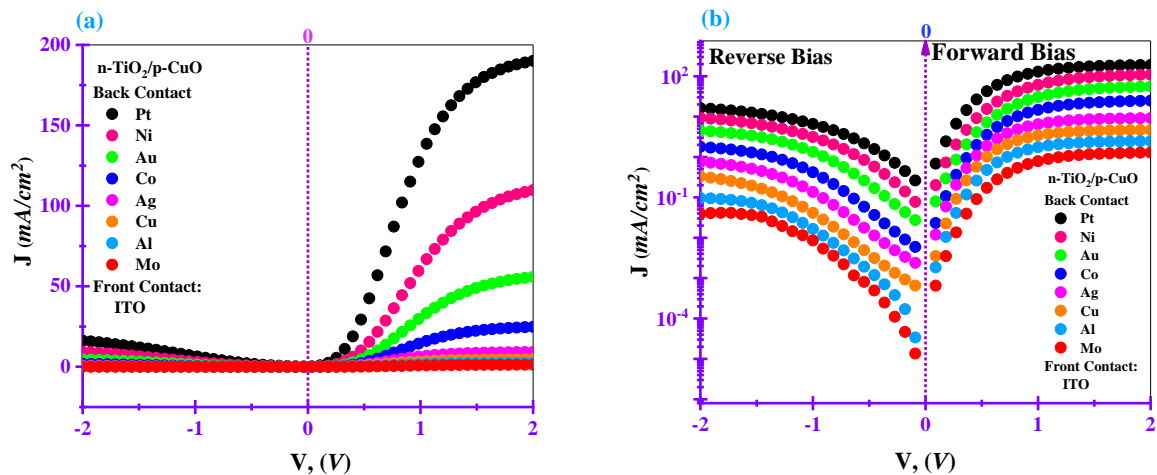 (a)
0
200
150
100
50
0
J (mA/cm²)
n-TiO₂/p-CuO
Back Contact
Pt
Ni
Au
Co
Ag
Cu
Al
Mo
Front Contact:
ITO
-2
-1
0
1
2
V, (V)
(b)
0
Reverse Bias
Forward Bias
10²
10⁻¹
10⁻⁴
J (mA/cm²)
n-TiO₂/p-CuO
Back Contact
Pt
Ni
Au
Co
Ag
Cu
Al
Mo
Front Contact:
ITO
-2
-1
0
1
2
V, (V)